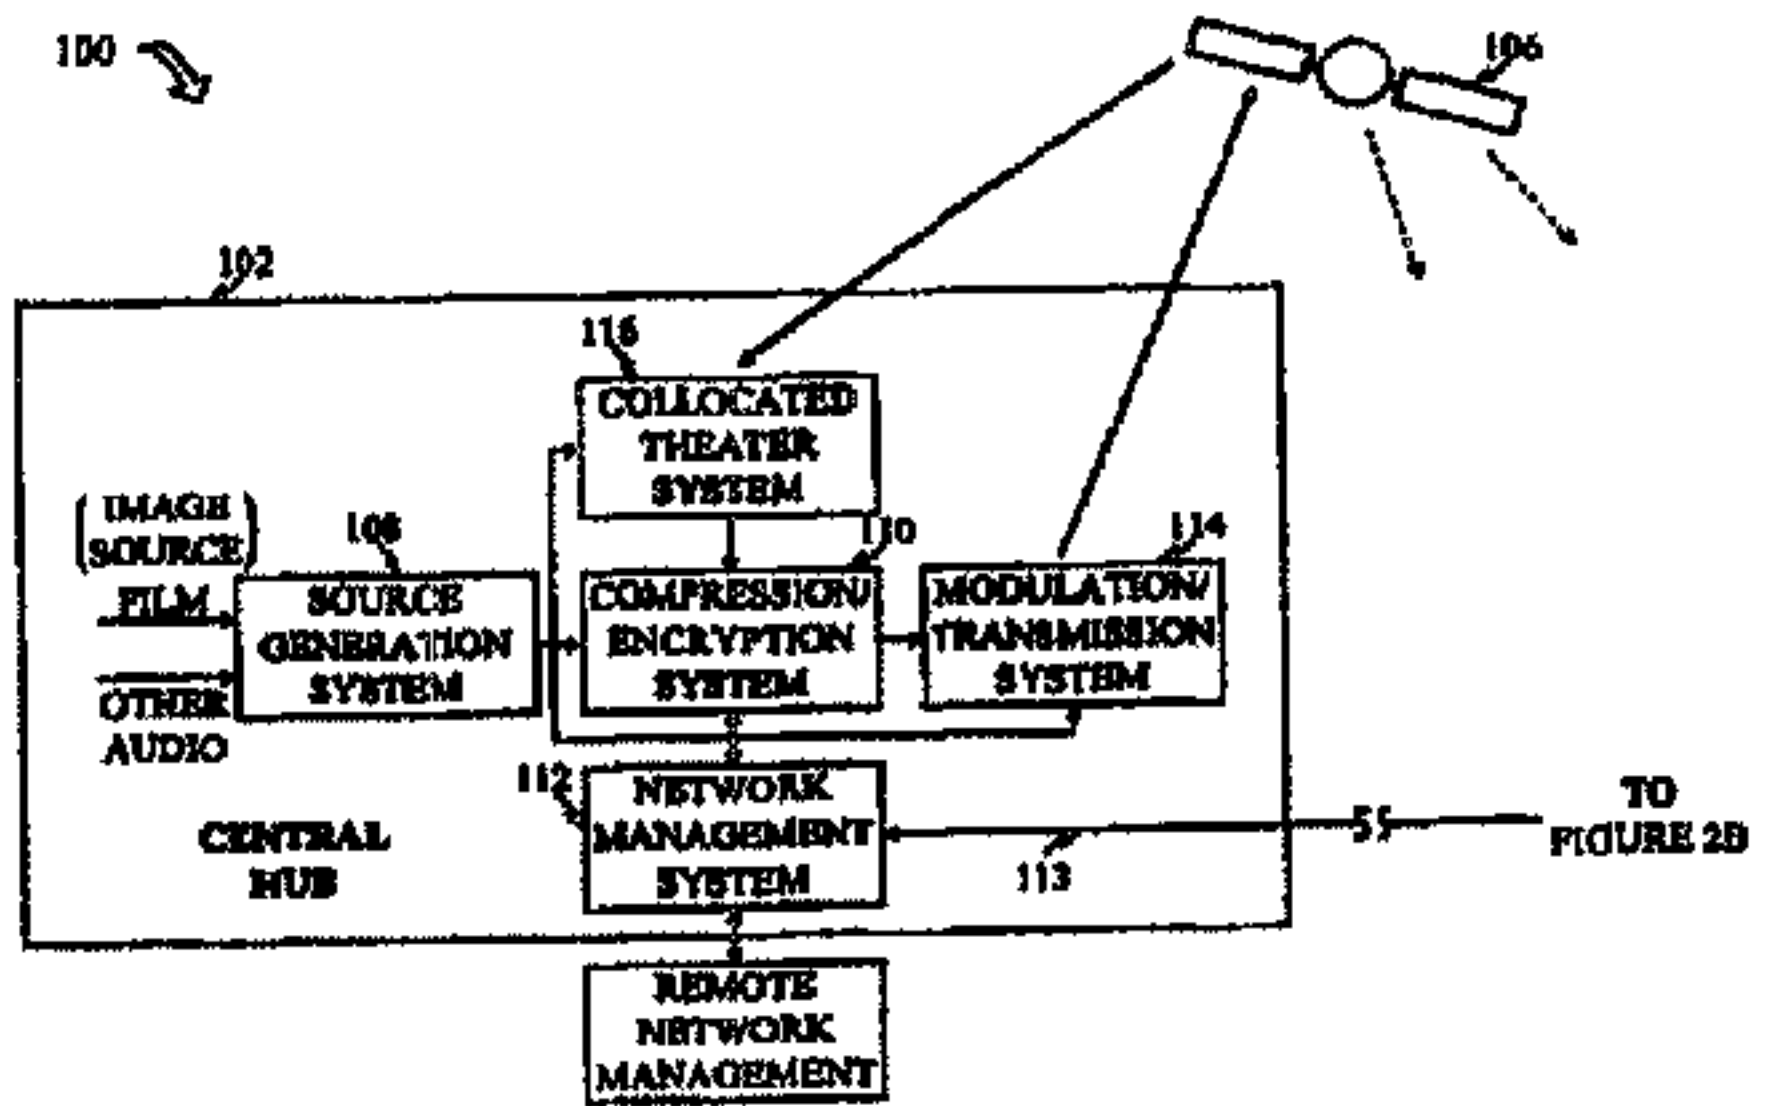 100
106
102
116
COLLOCATED
THEATER
SYSTEM
(IMAGE
SOURCE)
FILM
OTHER
AUDIO
108
SOURCE
GENERATION
SYSTEM
110
COMPRESSION/
ENCRYPTION
SYSTEM
114
MODULATION/
TRANSMISSION
SYSTEM
112
NETWORK
MANAGEMENT
SYSTEM
CENTRAL
HUB
113
TO
FIGURE 2B
REMOTE
NETWORK
MANAGEMENT